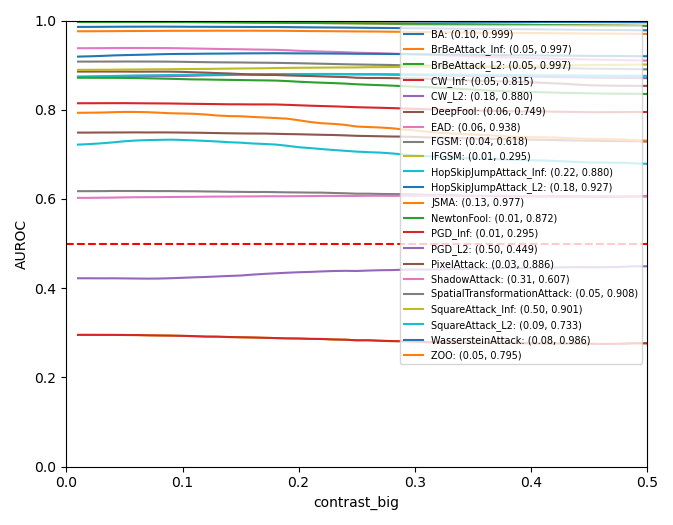 1.0
0.8
0.6
0.4
0.2
0.0
AUROC
0.0
0.1
0.2
0.3
0.4
0.5
contrast_big
BA: (0.10, 0.999)
BrBeAttack_Inf: (0.05, 0.997)
BrBeAttack_L2: (0.05, 0.997)
CW_Inf: (0.05, 0.815)
CW_L2: (0.18, 0.880)
DeepFool: (0.06, 0.749)
EAD: (0.06, 0.938)
FGSM: (0.04, 0.618)
IFGSM: (0.01, 0.295)
HopSkipJumpAttack_Inf: (0.22, 0.880)
HopSkipJumpAttack_L2: (0.18, 0.927)
JSMA: (0.13, 0.977)
NewtonFool: (0.01, 0.872)
PGD_Inf: (0.01, 0.295)
PGD_L2: (0.50, 0.449)
PixelAttack: (0.03, 0.886)
ShadowAttack: (0.31, 0.607)
SpatialTransformationAttack: (0.05, 0.908)
SquareAttack_Inf: (0.50, 0.901)
SquareAttack_L2: (0.09, 0.733)
WassersteinAttack: (0.08, 0.986)
ZOO: (0.05, 0.795)